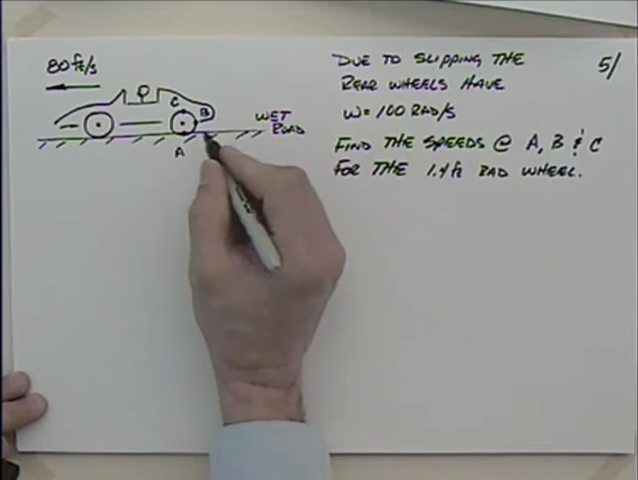 80 ft/s
C
B
A
WET
ROAD
DUE TO SLIPPING THE
REAR WHEELS HAVE
ω = 100 RAD/S
FIND THE SPEEDS @ A, B & C
FOR THE 1.4 ft RAD WHEEL.
5/